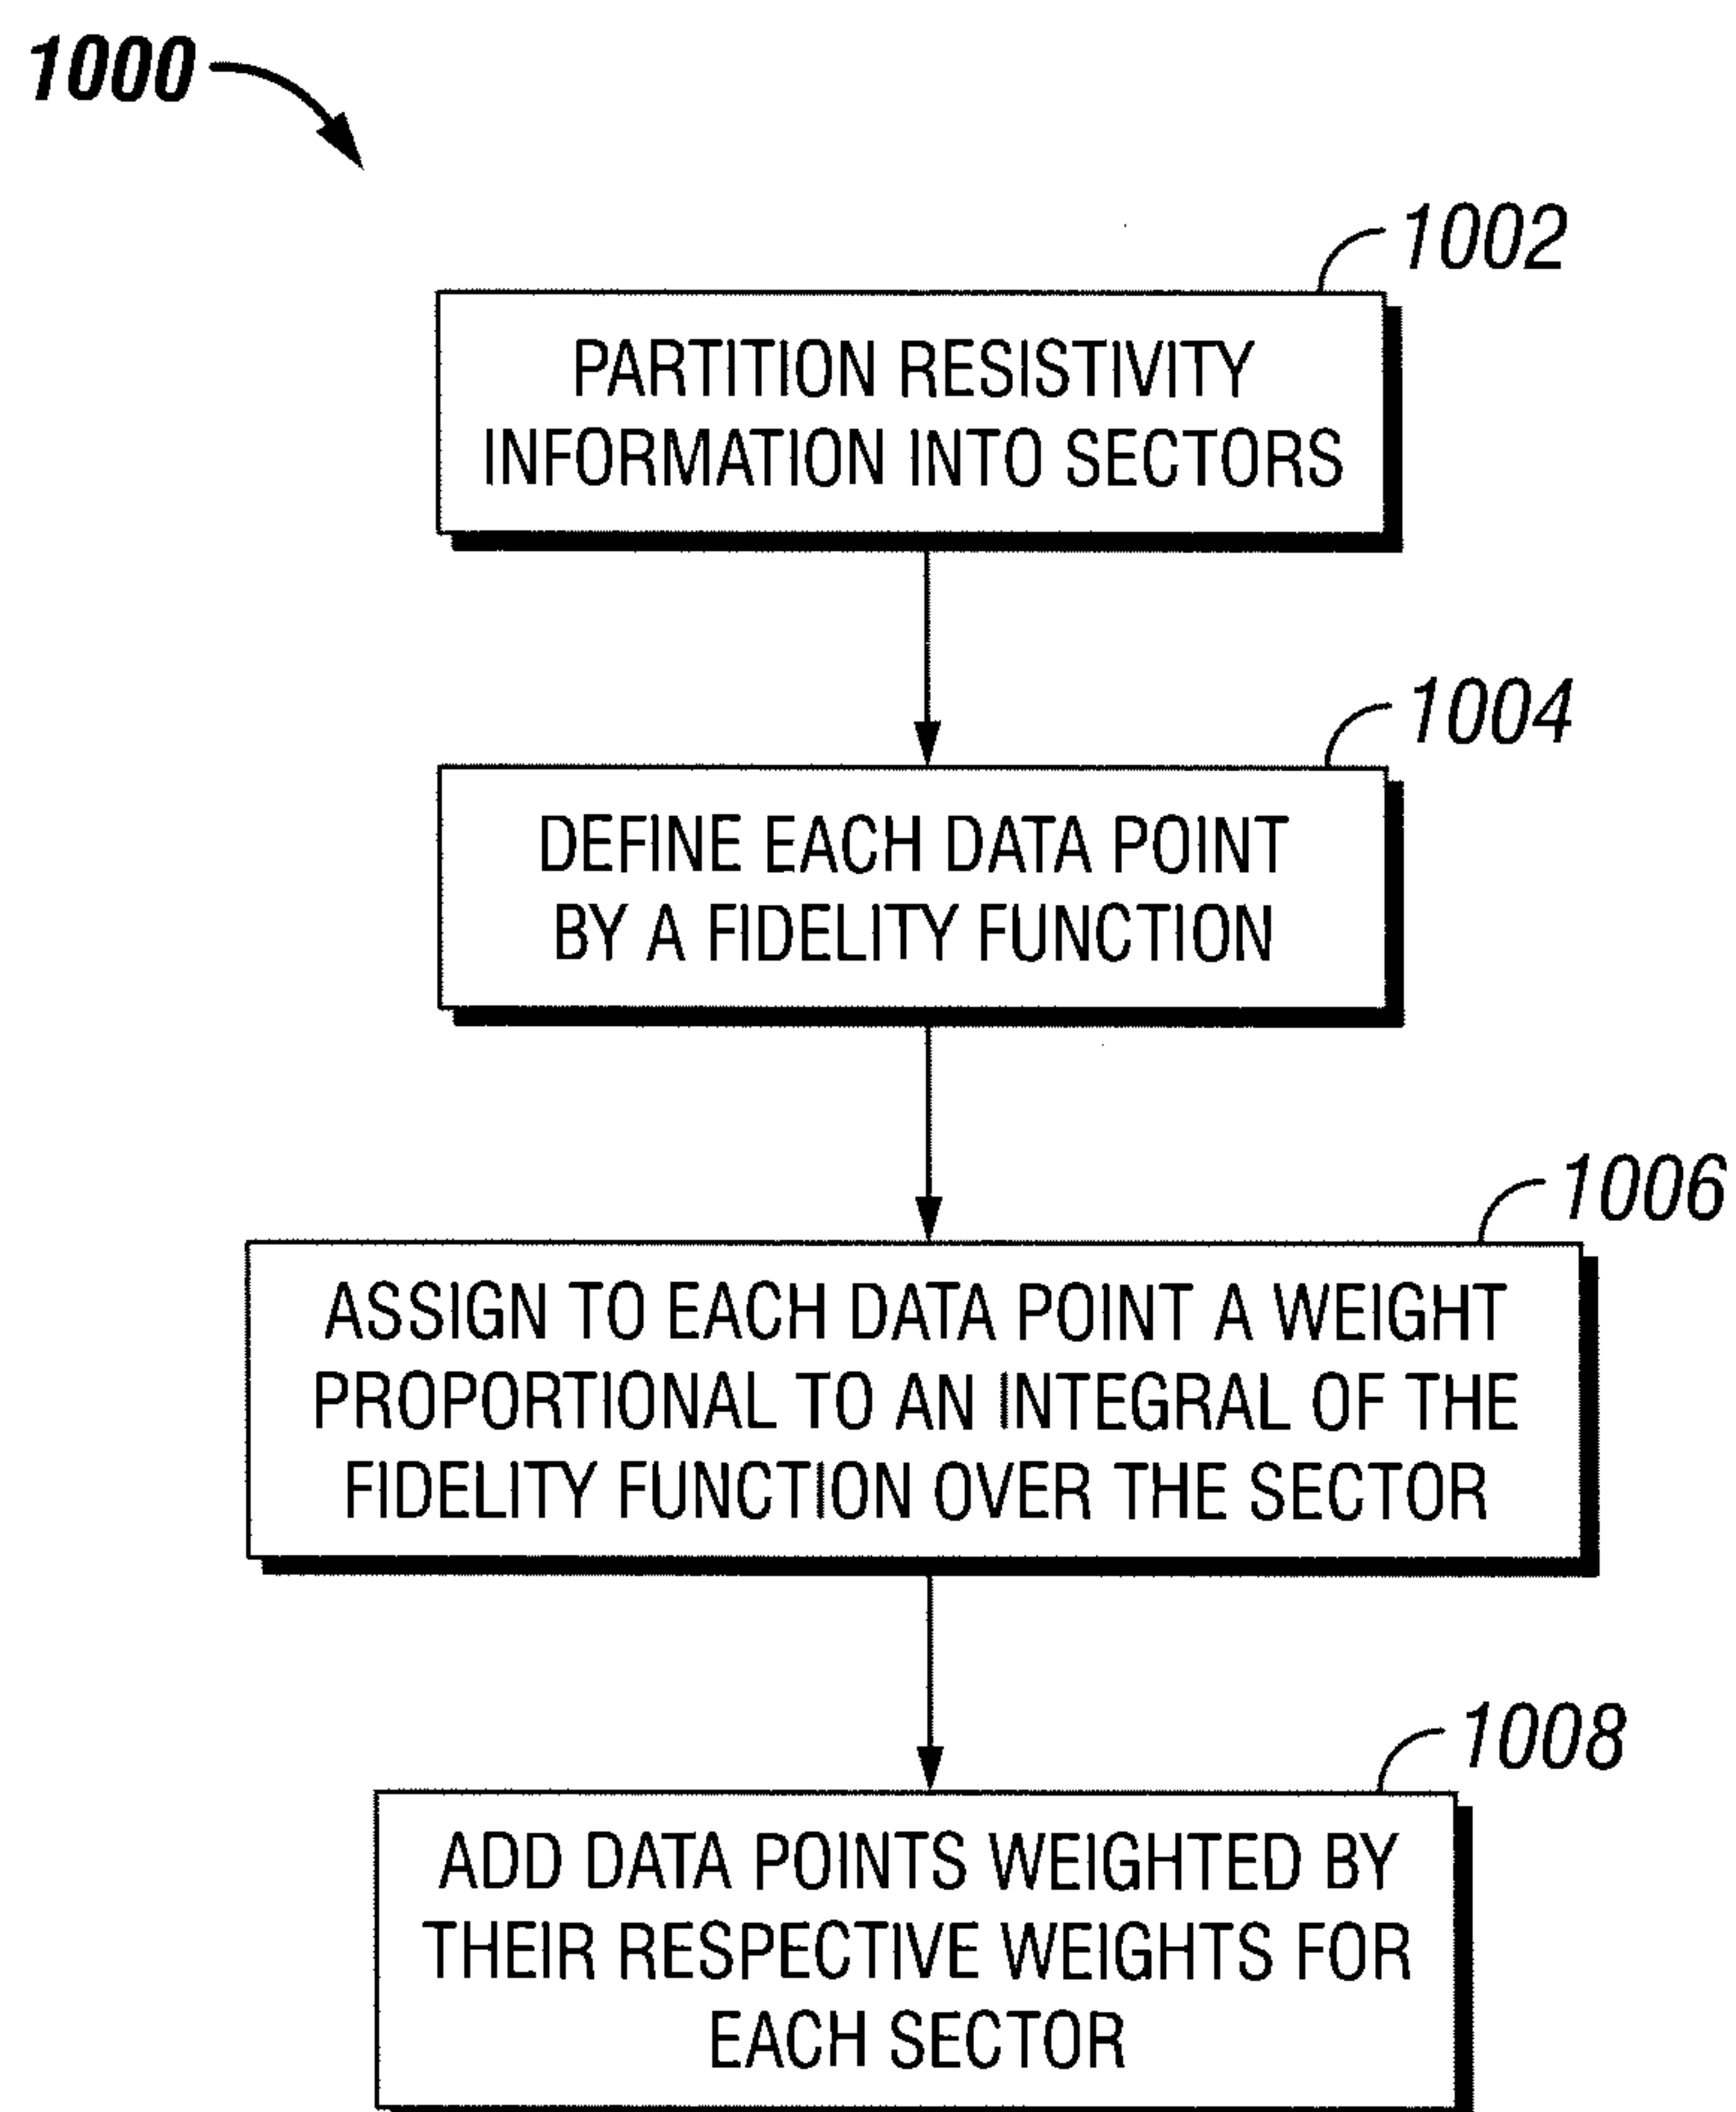 1000
1002
PARTITION RESISTIVITY
INFORMATION INTO SECTORS
1004
DEFINE EACH DATA POINT
BY A FIDELITY FUNCTION
1006
ASSIGN TO EACH DATA POINT A WEIGHT
PROPORTIONAL TO AN INTEGRAL OF THE
FIDELITY FUNCTION OVER THE SECTOR
1008
ADD DATA POINTS WEIGHTED BY
THEIR RESPECTIVE WEIGHTS FOR
EACH SECTOR